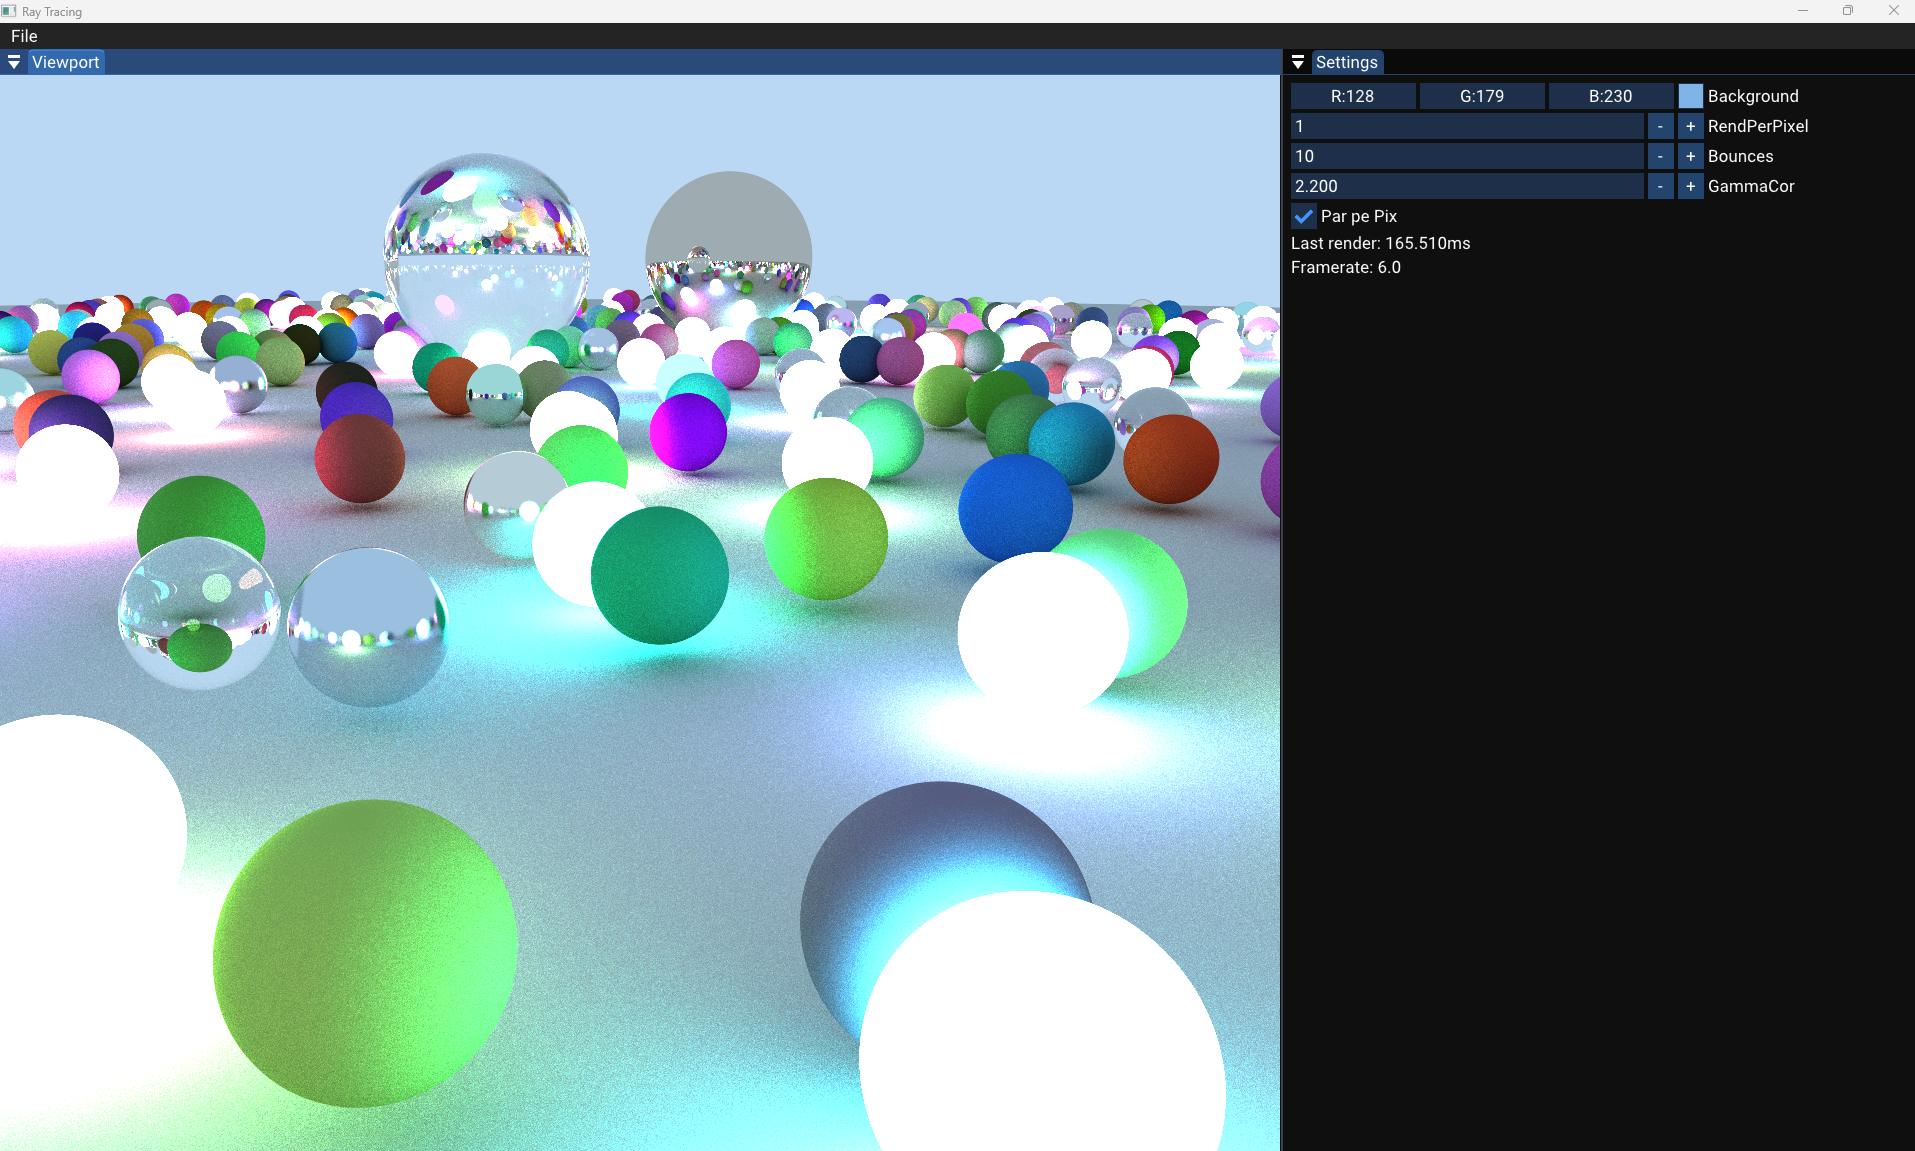 Ray Tracing
File
Viewport
Settings
R:128 G:179 B:230 Background
1 - + RendPerPixel
10 - + Bounces
2.200 - + GammaCor
Par pe Pix
Last render: 165.510ms
Framerate: 6.0